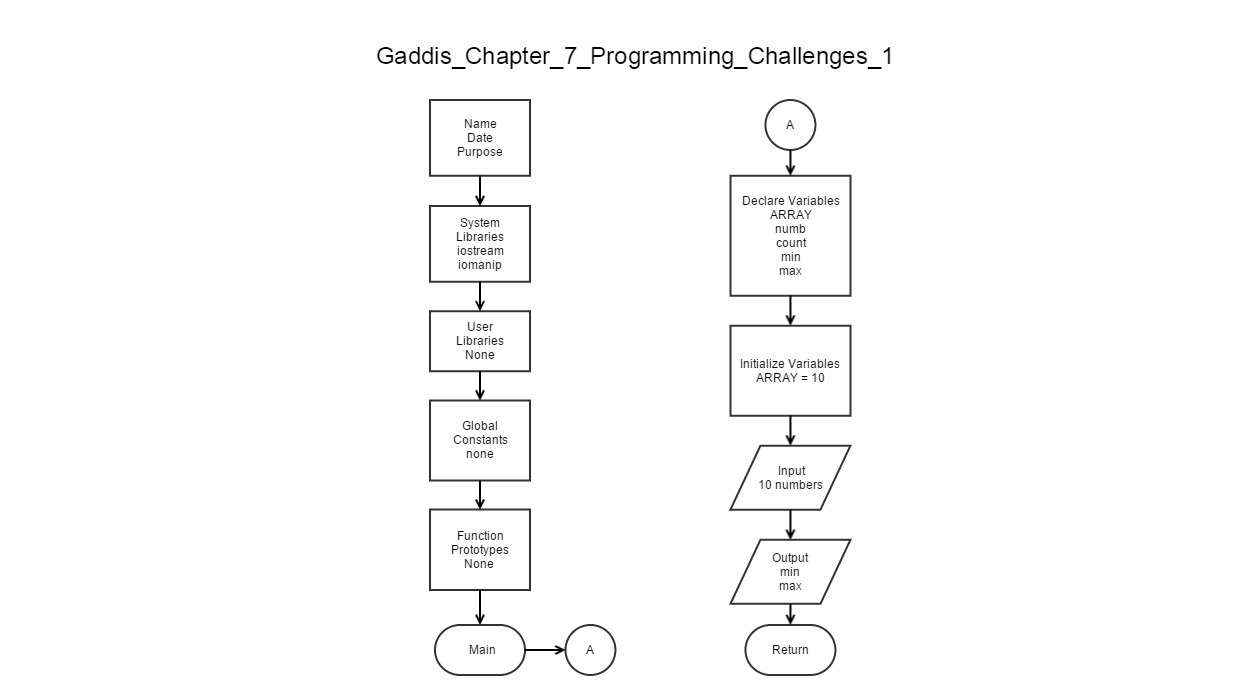 Gaddis_Chapter_7_Programming_Challenges_1
Name
Date
Purpose
System
Libraries
iostream
iomanip
User
Libraries
None
Global
Constants
none
Function
Prototypes
None
Main
A
A
Declare Variables
ARRAY
numb
count
min
max
Initialize Variables
ARRAY = 10
Input
10 numbers
Output
min
max
Return